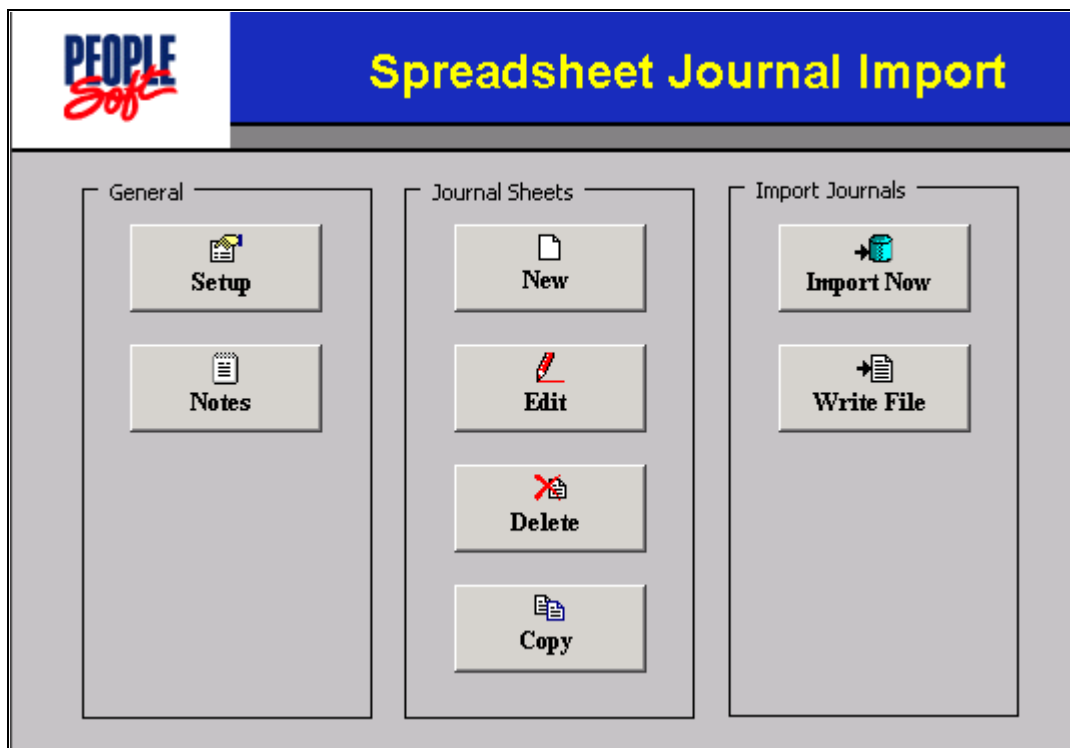 PEOPLE
Soft
Spreadsheet Journal Import
General
Setup
Notes
Journal Sheets
New
Edit
Delete
Copy
Import Journals
Import Now
Write File